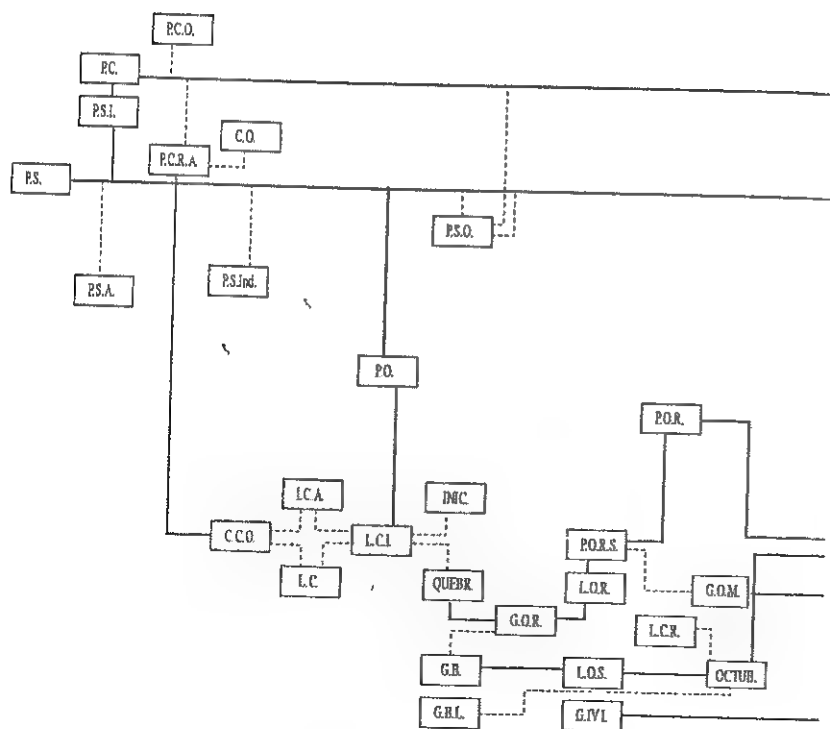 P.C.O.
P.C.
P.S.I.
C.O.
P.C.R.A.
P.S.
P.S.O.
P.S.A.
P.S.Ind.
P.O.
P.O.R.
I.C.A.
INIC.
C.C.O.
L.C.I.
P.O.R.S.
L.C.
QUEBR.
L.O.R.
G.O.M.
G.O.R.
L.C.R.
G.B.
L.O.S.
OCTUB.
G.B.L.
G.IV I.